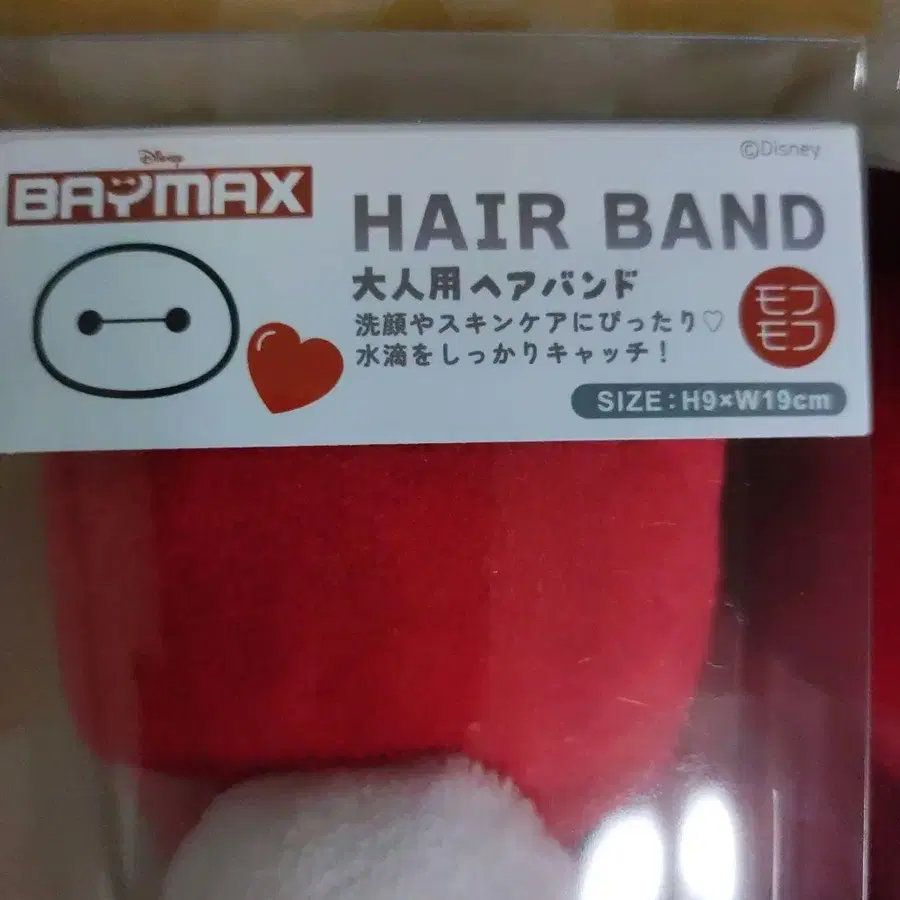 Disney
BAYMAX
©Disney
HAIR BAND
大人用ヘアバンド
洗顔やスキンケアにぴったり♡
水滴をしっかりキャッチ！
モフ
モフ
SIZE:H9×W19cm